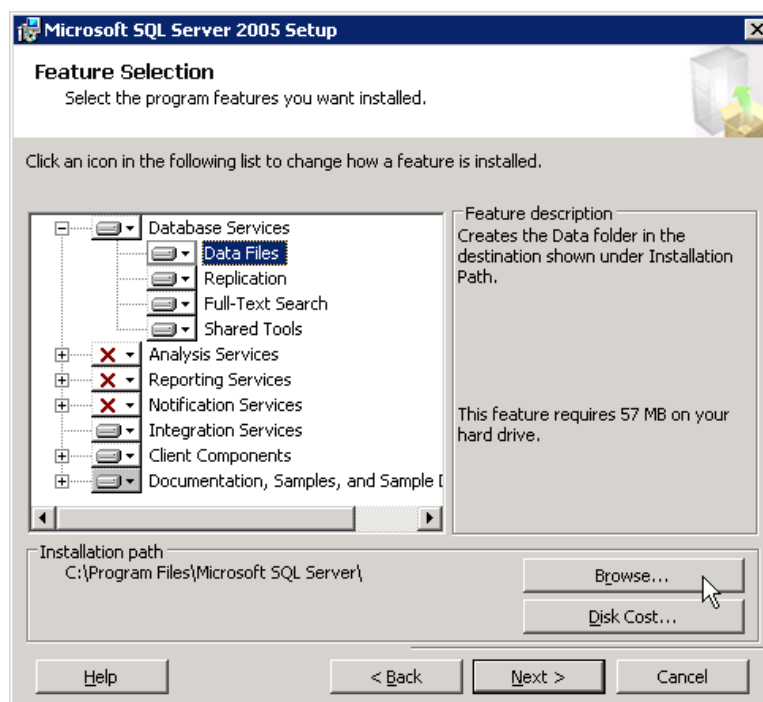 Microsoft SQL Server 2005 Setup
Feature Selection
Select the program features you want installed.
Click an icon in the following list to change how a feature is installed.
Database Services
Data Files
Replication
Full-Text Search
Shared Tools
Analysis Services
Reporting Services
Notification Services
Integration Services
Client Components
Documentation, Samples, and Sample
Feature description
Creates the Data folder in the
destination shown under Installation
Path.
This feature requires 57 MB on your
hard drive.
Installation path
C:\Program Files\Microsoft SQL Server\
Browse...
Disk Cost...
Help
< Back
Next >
Cancel